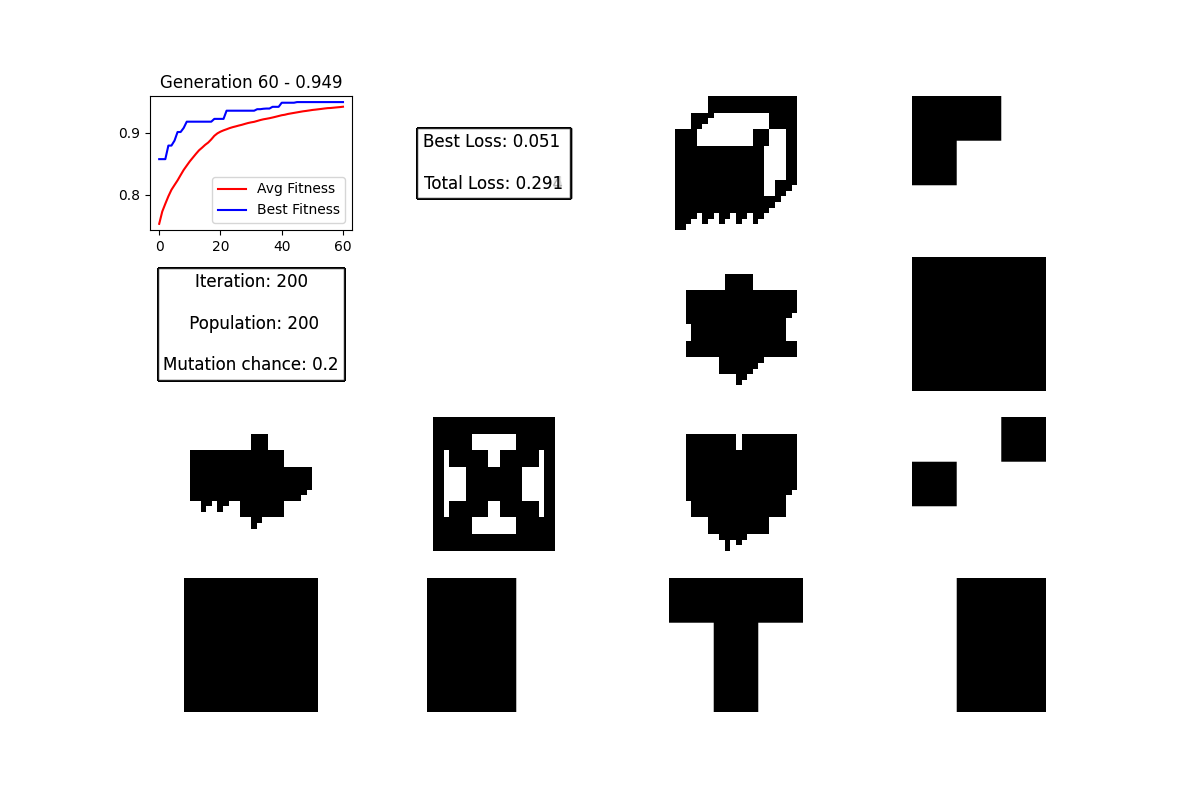 Generation 60 - 0.949
0.9
0.8
Avg Fitness
Best Fitness
0 20 40 60
Best Loss: 0.051
Total Loss: 0.291
Iteration: 200
Population: 200
Mutation chance: 0.2